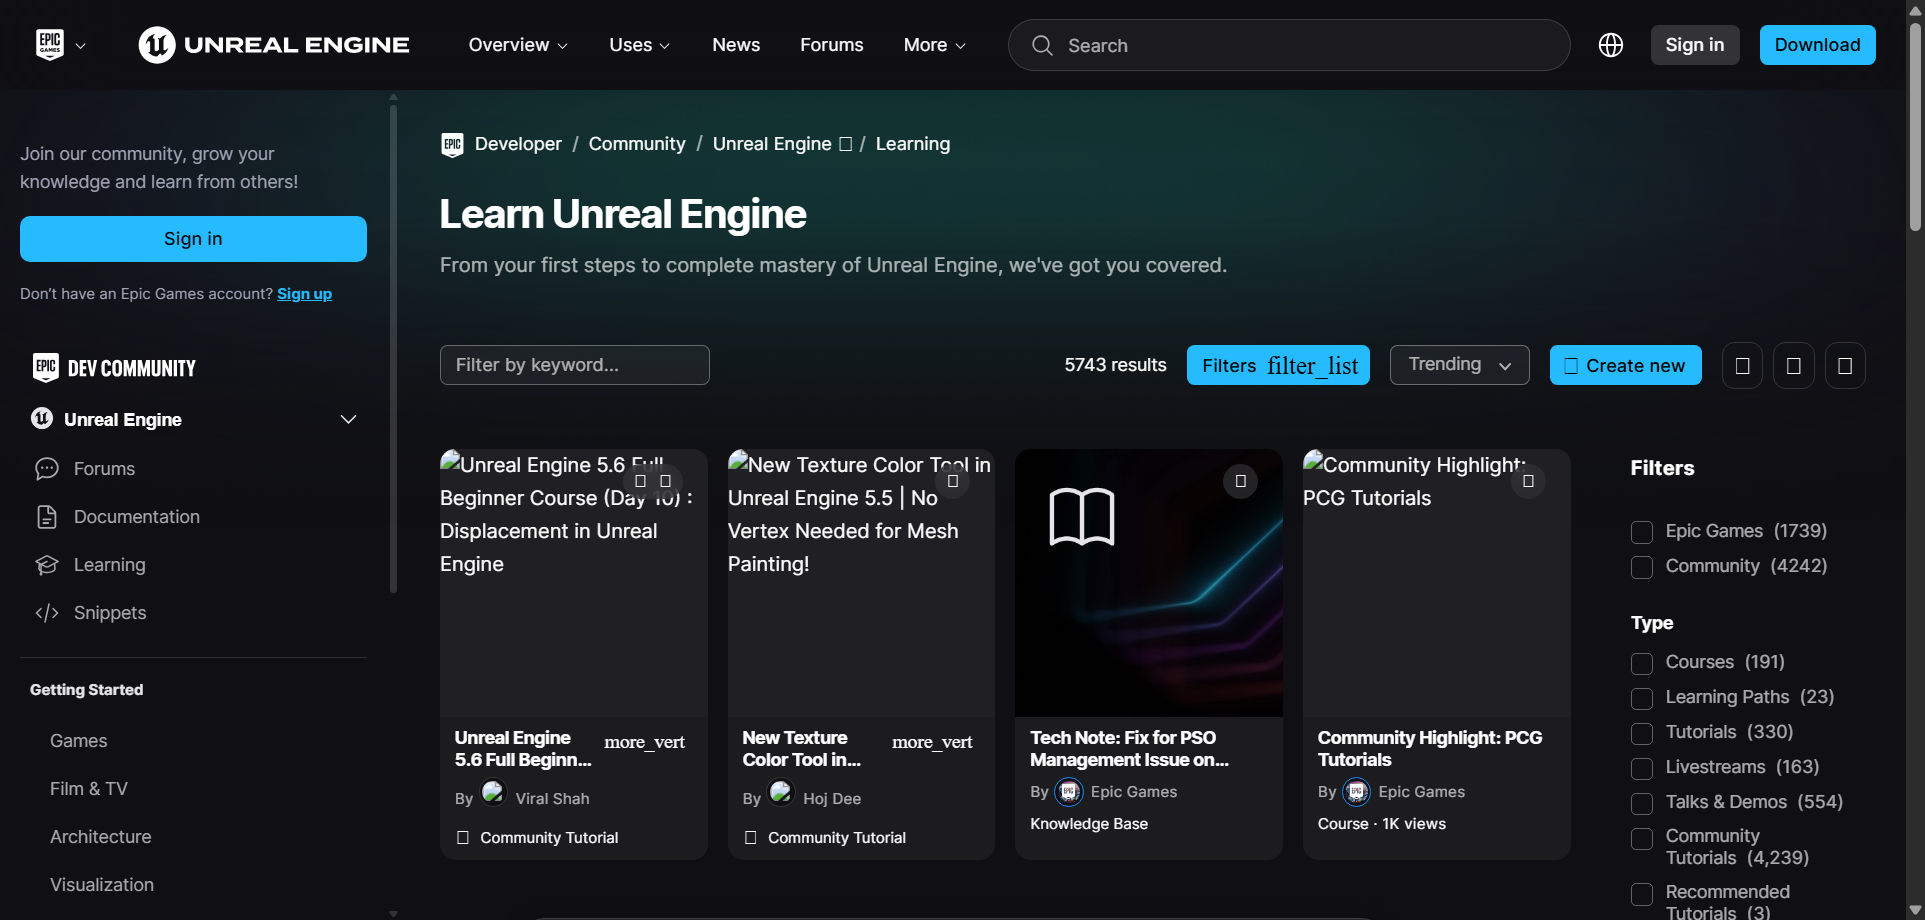 EPIC GAMES
UNREAL ENGINE
Overview
Uses
News
Forums
More
Search
Sign in
Download
Join our community, grow your
knowledge and learn from others!
Sign in
Don't have an Epic Games account? Sign up
EPIC DEV COMMUNITY
Unreal Engine
Forums
Documentation
Learning
Snippets
Getting Started
Games
Film & TV
Architecture
Visualization
EPIC Developer / Community / Unreal Engine / Learning
Learn Unreal Engine
From your first steps to complete mastery of Unreal Engine, we've got you covered.
Filter by keyword...
5743 results
Filters filter_list
Trending
Create new
Unreal Engine 5.6 Full
Beginner Course (Day 10) :
Displacement in Unreal
Engine
Unreal Engine
5.6 Full Beginn...
more_vert
By Viral Shah
Community Tutorial
New Texture Color Tool in
Unreal Engine 5.5 | No
Vertex Needed for Mesh
Painting!
New Texture
Color Tool in...
more_vert
By Hoj Dee
Community Tutorial
Tech Note: Fix for PSO
Management Issue on...
By EPIC Epic Games
Knowledge Base
Community Highlight:
PCG Tutorials
Community Highlight: PCG
Tutorials
By EPIC Epic Games
Course · 1K views
Filters
Epic Games (1739)
Community (4242)
Type
Courses (191)
Learning Paths (23)
Tutorials (330)
Livestreams (163)
Talks & Demos (554)
Community
Tutorials (4,239)
Recommended
Tutorials (3)